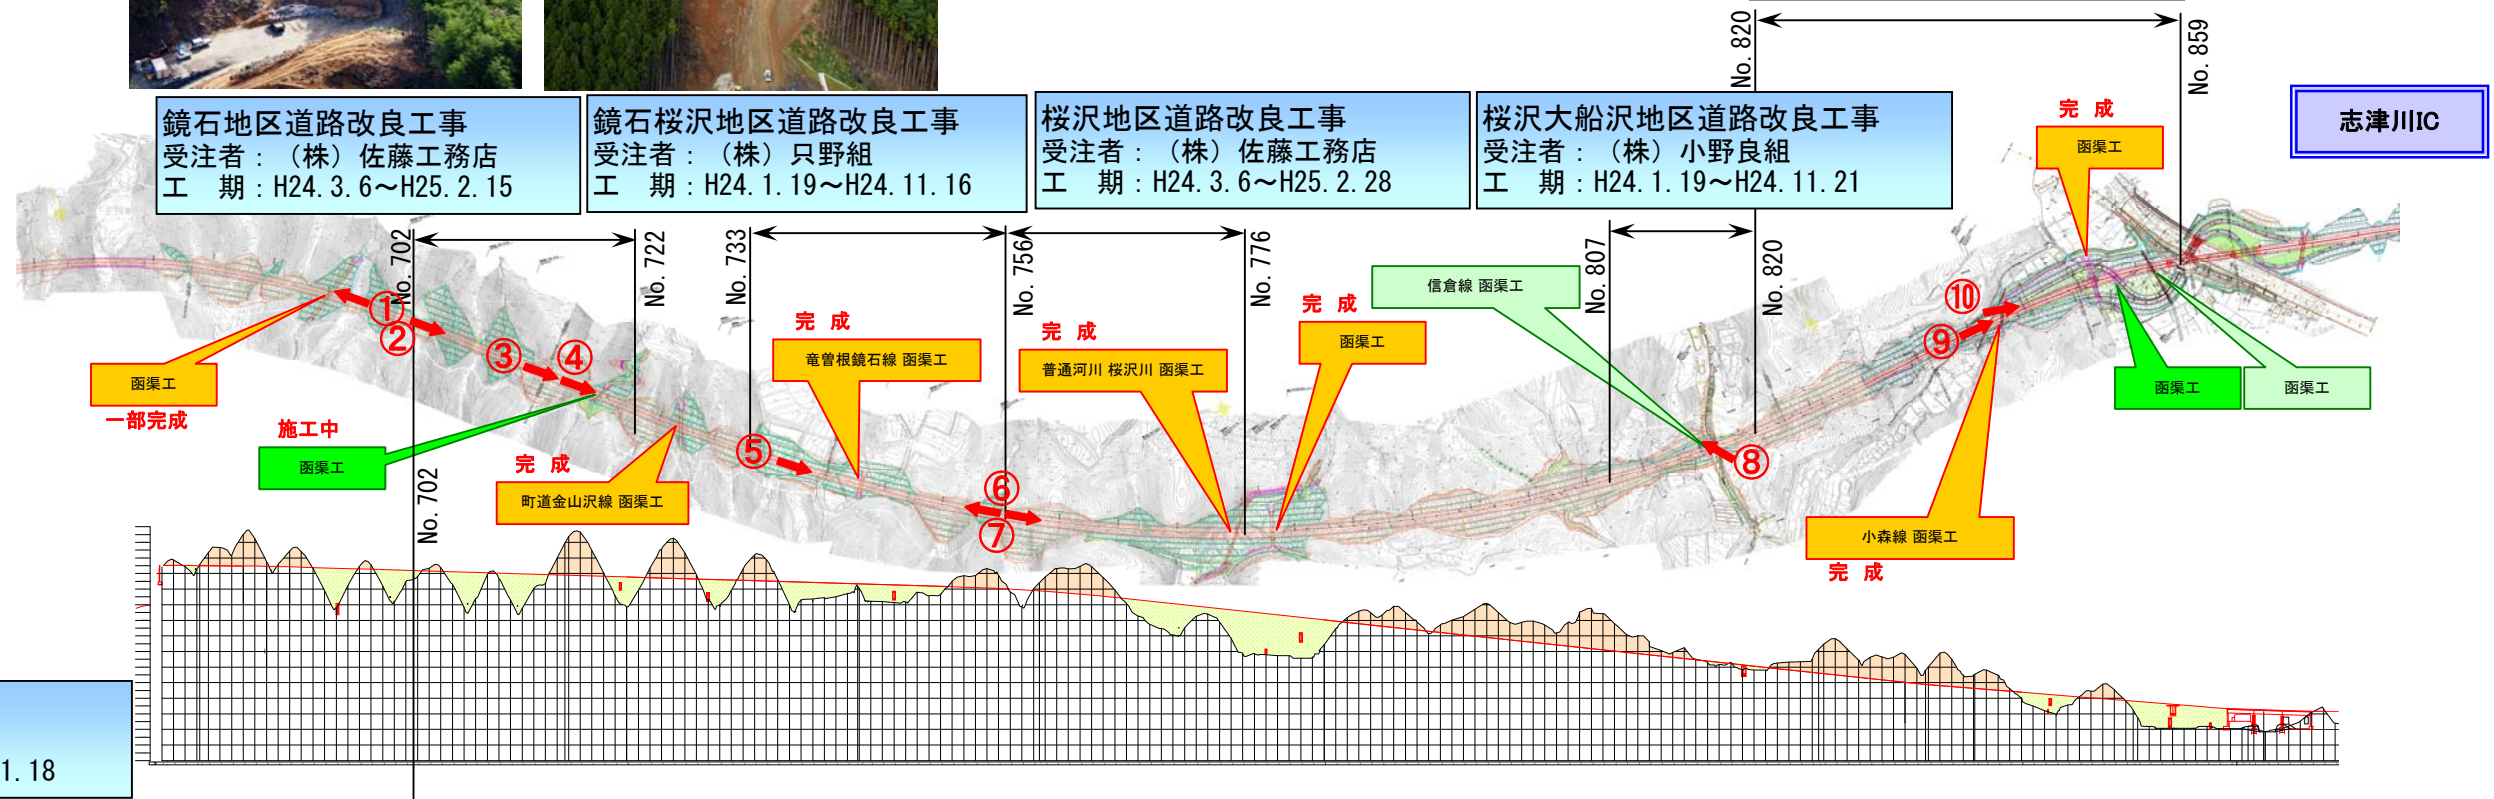 No. 820
No. 859
志津川IC
鏡石地区道路改良工事
受注者：（株）佐藤工務店
工　期：H24.3.6～H25.2.15
鏡石桜沢地区道路改良工事
受注者：（株）只野組
工　期：H24.1.19～H24.11.16
桜沢地区道路改良工事
受注者：（株）佐藤工務店
工　期：H24.3.6～H25.2.28
桜沢大船沢地区道路改良工事
受注者：（株）小野良組
工　期：H24.1.19～H24.11.21
完 成
函渠工
No. 702
No. 722
No. 733
No. 756
No. 776
No. 807
No. 820
①
②
③
④
⑤
⑥
⑦
⑧
⑨
⑩
函渠工
一部完成
施工中
函渠工
完 成
町道金山沢線 函渠工
完 成
竜曽根鏡石線 函渠工
完 成
普通河川 桜沢川 函渠工
完 成
函渠工
信倉線 函渠工
小森線 函渠工
完 成
函渠工
函渠工
No. 702
1.18